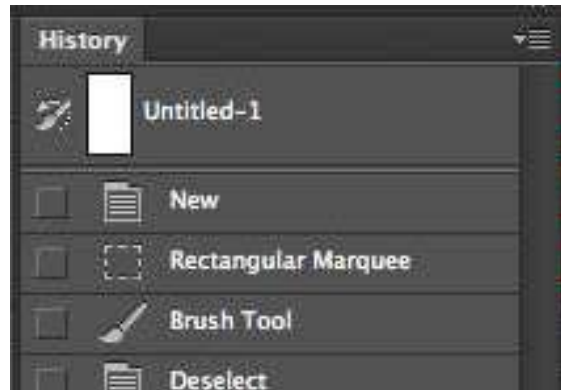 History
Untitled-1
New
Rectangular Marquee
Brush Tool
Deselect